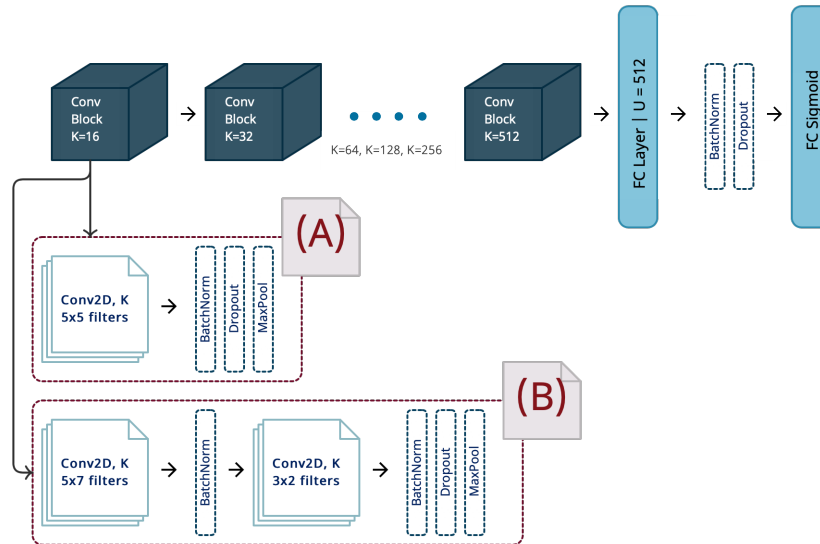 Conv
Block
K=16
Conv
Block
K=32
K=64, K=128, K=256
Conv
Block
K=512
FC Layer | U = 512
BatchNorm
Dropout
FC Sigmoid
(A)
Conv2D, K
5x5 filters
BatchNorm
Dropout
MaxPool
(B)
Conv2D, K
5x7 filters
BatchNorm
Conv2D, K
3x2 filters
BatchNorm
Dropout
MaxPool